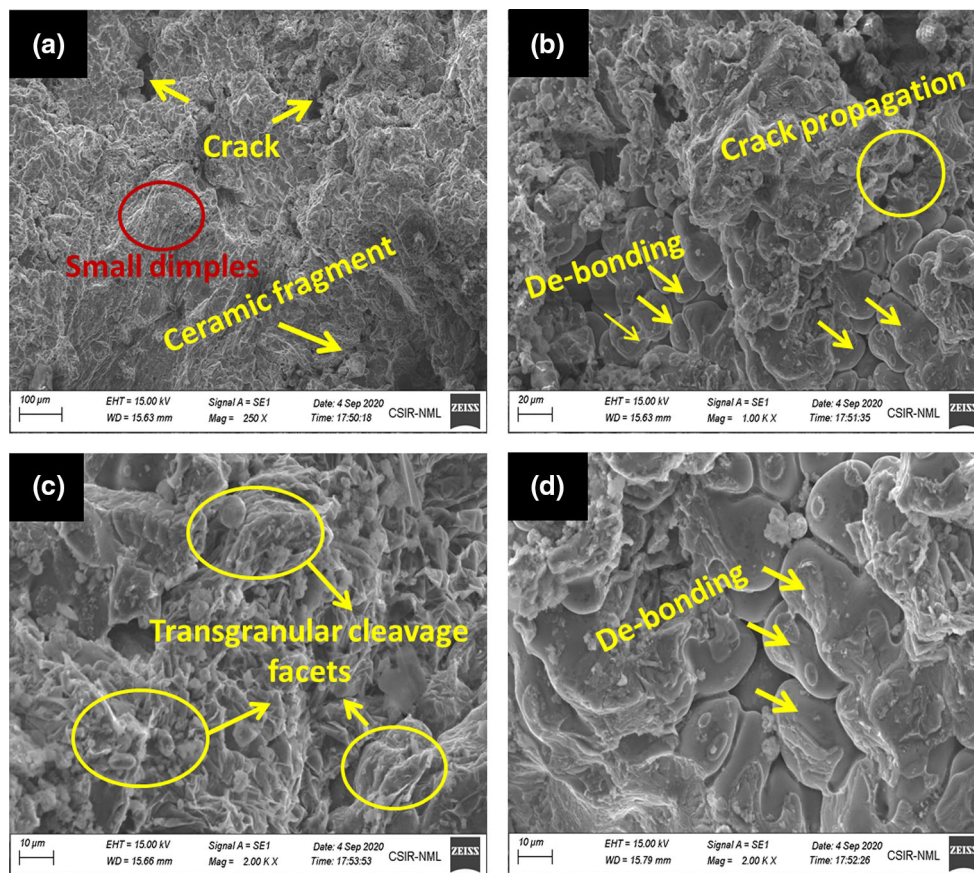 (a)
Crack
Small dimples
Ceramic fragment
100 µm
EHT = 15.00 kV
Signal A = SE1
Date: 4 Sep 2020
WD = 15.63 mm
Mag = 250 X
Time: 17:50:18
CSIR-NML
ZEISS
(b)
Crack propagation
De-bonding
20 µm
EHT = 15.00 kV
Signal A = SE1
Date: 4 Sep 2020
WD = 15.63 mm
Mag = 1.00 K X
Time: 17:51:35
CSIR-NML
ZEISS
(c)
Transgranular cleavage
facets
10 µm
EHT = 15.00 kV
Signal A = SE1
Date: 4 Sep 2020
WD = 15.66 mm
Mag = 2.00 K X
Time: 17:53:53
CSIR-NML
ZEISS
(d)
De-bonding
10 µm
EHT = 15.00 kV
Signal A = SE1
Date: 4 Sep 2020
WD = 15.79 mm
Mag = 2.00 K X
Time: 17:52:26
CSIR-NML
ZEISS